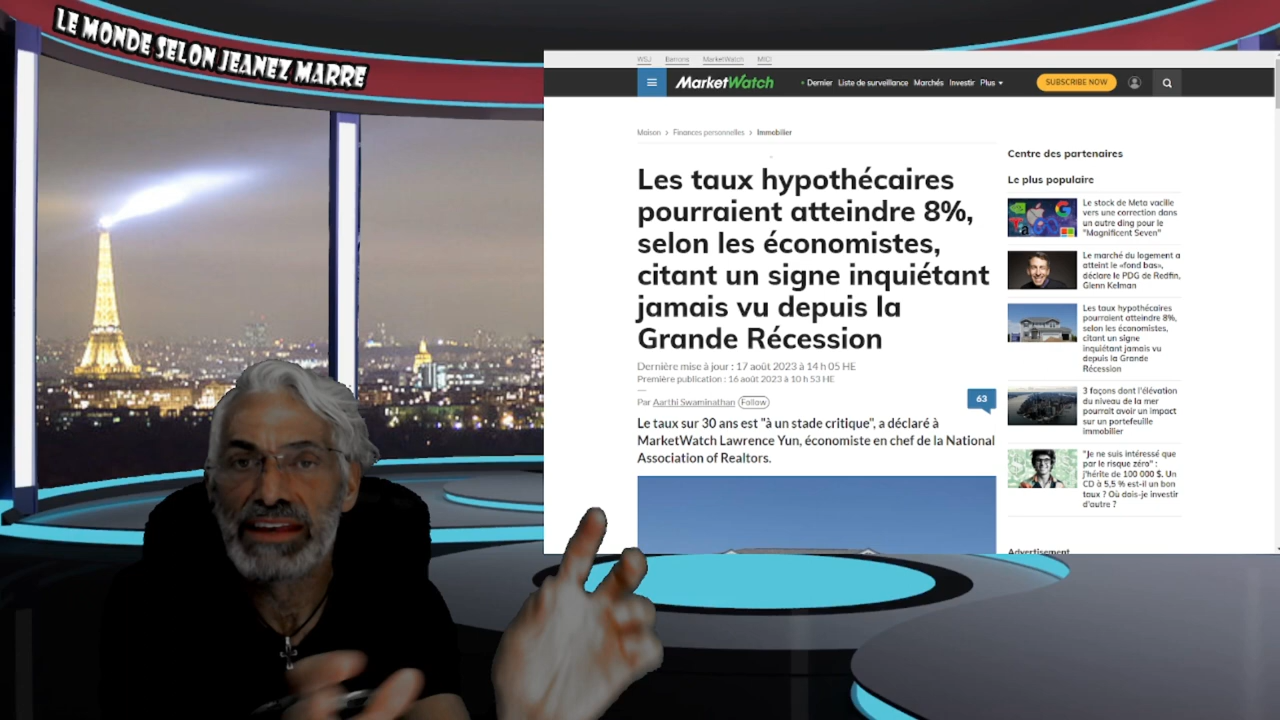 LE MONDE SELON JEANEZ MARRE
WSJ Barrons MarketWatch MICI
MarketWatch
• Dernier Liste de surveillance Marchés Investir Plus
SUBSCRIBE NOW
Maison > Finances personnelles > Immobilier
Les taux hypothécaires
pourraient atteindre 8%,
selon les économistes,
citant un signe inquiétant
jamais vu depuis la
Grande Récession
Dernière mise à jour : 17 août 2023 à 14 h 05 HE
Première publication : 16 août 2023 à 10 h 53 HE
Par Aarthi Swaminathan Follow
63
Le taux sur 30 ans est "à un stade critique", a déclaré à
MarketWatch Lawrence Yun, économiste en chef de la National
Association of Realtors.
Centre des partenaires
Le plus populaire
Le stock de Meta vacille
vers une correction dans
un autre ding pour le
"Magnificent Seven"
Le marché du logement a
atteint le «fond bas»,
déclare le PDG de Redfin,
Glenn Kelman
Les taux hypothécaires
pourraient atteindre 8%,
selon les économistes,
citant un signe
inquiétant jamais vu
depuis la Grande
Récession
3 façons dont l'élévation
du niveau de la mer
pourrait avoir un impact
sur un portefeuille
immobilier
"Je ne suis intéressé que
par le risque zéro" :
j'hérite de 100 000 $. Un
CD à 5,5 % est-il un bon
taux ? Où dois-je investir
d'autre ?
Advertisement